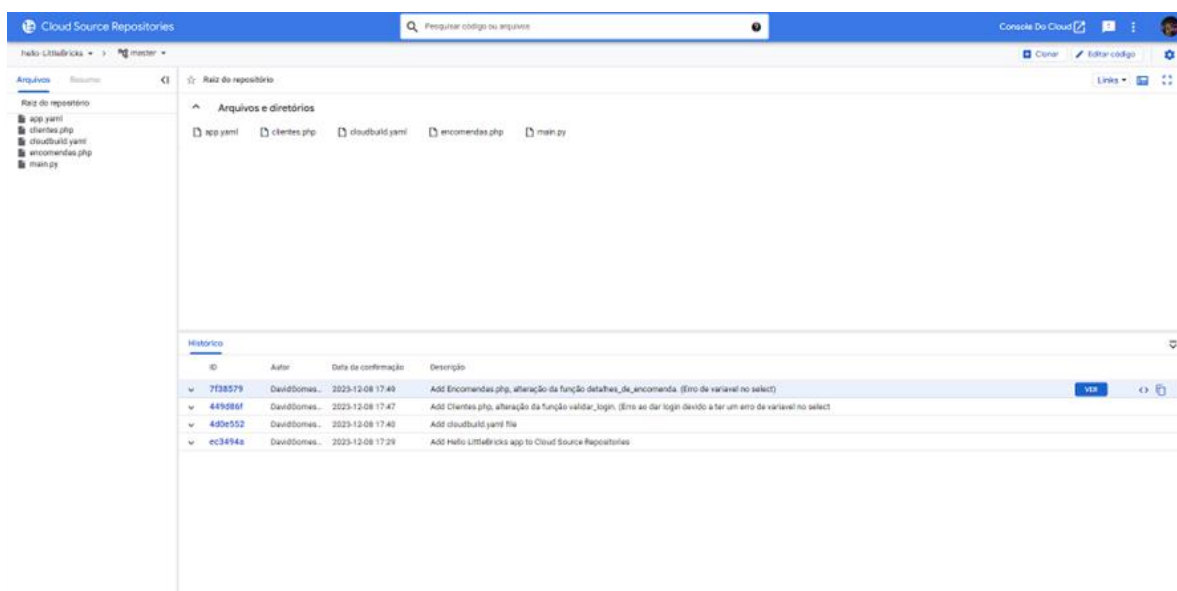 Cloud Source Repositories
Pesquisar código ou arquivos
Console Do Cloud
hello-LittleBricks
master
Clonar
Editar código
Arquivos
Resumo
Raiz do repositório
Links
Raiz do repositório
app.yaml
clientes.php
cloudbuild.yaml
encomendas.php
main.py
Arquivos e diretórios
app.yaml clientes.php cloudbuild.yaml encomendas.php main.py
Histórico
ID Autor Data da confirmação Descrição
7f38579 DavidGomes... 2023-12-08 17:49 Add Encomendas.php, alteração da função detalhes_de_encomenda. (Erro de variavel no select) VER
449d86f DavidGomes... 2023-12-08 17:47 Add Clientes.php, alteração da função validar_login. (Erro ao dar login devido a ter um erro de variavel no select
4d0e552 DavidGomes... 2023-12-08 17:40 Add cloudbuild.yaml file
ec3494a DavidGomes... 2023-12-08 17:29 Add Hello LittleBricks app to Cloud Source Repositories